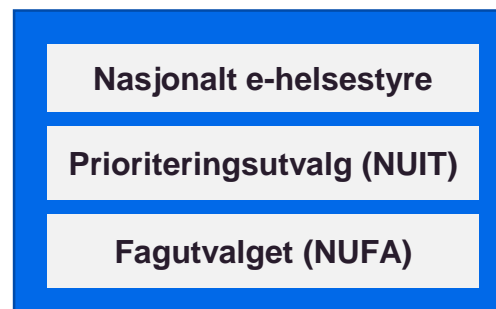 Nasjonalt e-helsestyre
Prioriteringsutvalg (NUIT)
Fagutvalget (NUFA)